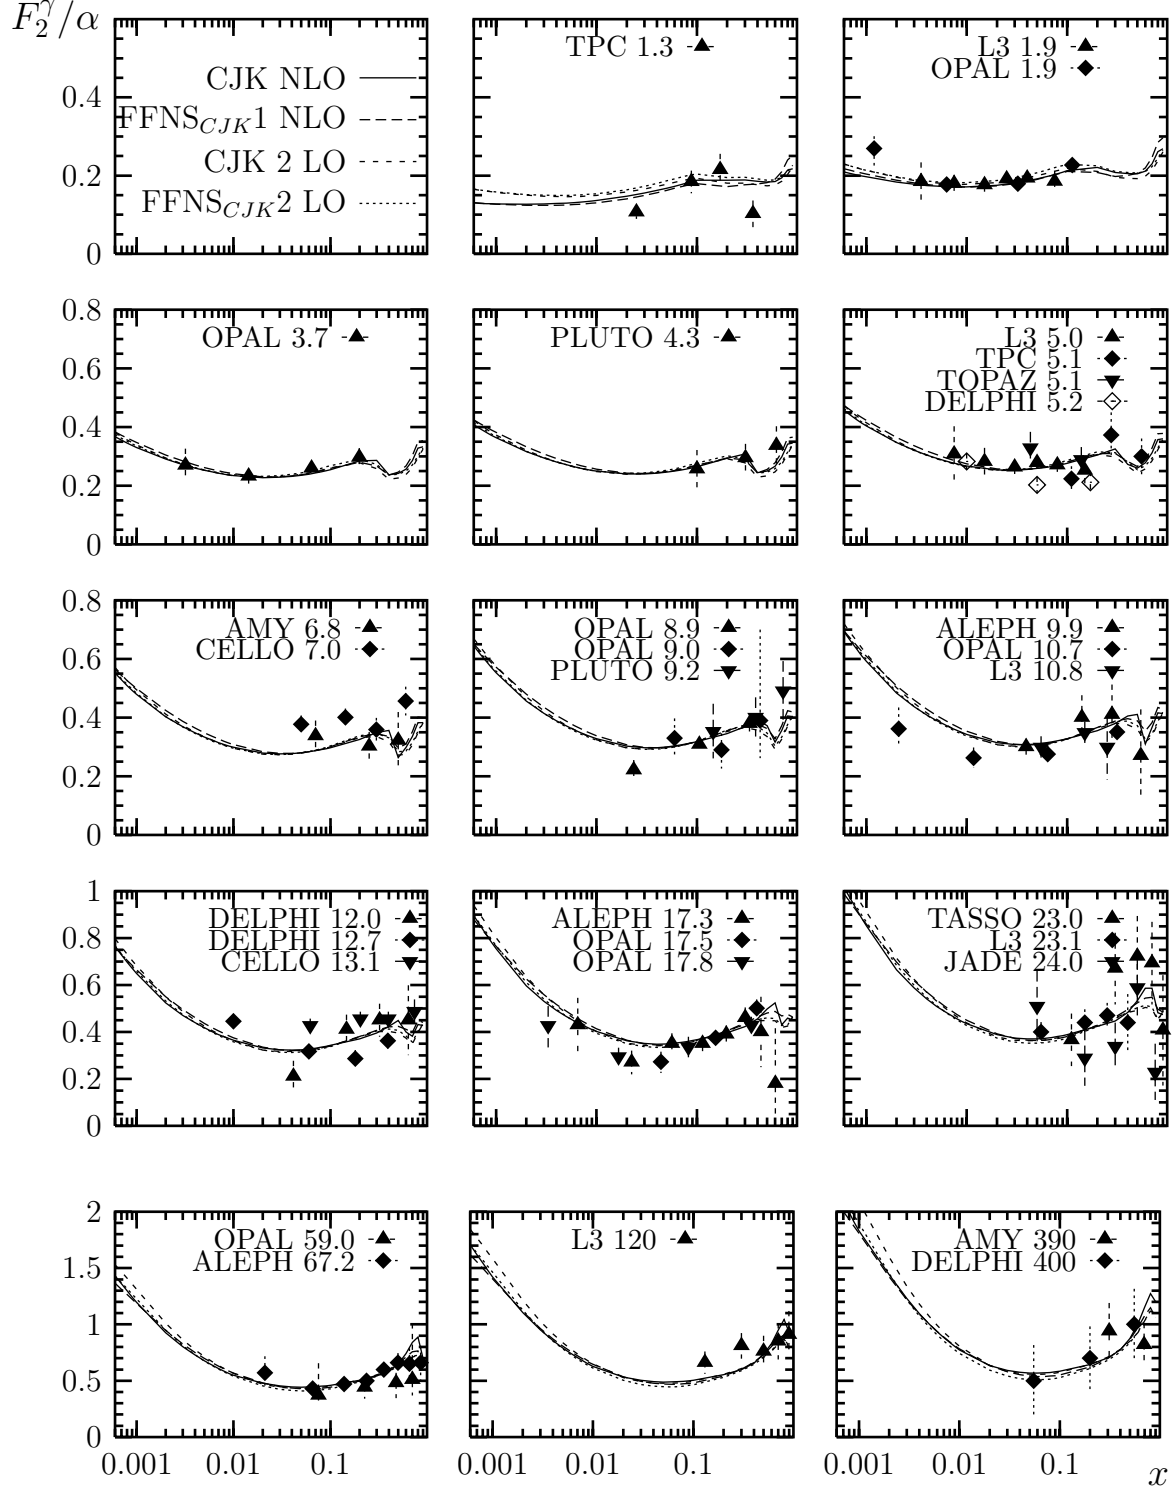 F₂^γ/α
TPC 1.3
L3 1.9
OPAL 1.9
CJK NLO
FFNS_CJK1 NLO
CJK 2 LO
FFNS_CJK2 LO
0.4
0.2
0
OPAL 3.7
PLUTO 4.3
L3 5.0
TPC 5.1
TOPAZ 5.1
DELPHI 5.2
0.8
0.6
0.4
0.2
0
AMY 6.8
CELLO 7.0
OPAL 8.9
OPAL 9.0
PLUTO 9.2
ALEPH 9.9
OPAL 10.7
L3 10.8
0.8
0.6
0.4
0.2
0
DELPHI 12.0
DELPHI 12.7
CELLO 13.1
ALEPH 17.3
OPAL 17.5
OPAL 17.8
TASSO 23.0
L3 23.1
JADE 24.0
1
0.8
0.6
0.4
0.2
0
OPAL 59.0
ALEPH 67.2
L3 120
AMY 390
DELPHI 400
2
1.5
1
0.5
0
0.001 0.01 0.1 0.001 0.01 0.1 0.001 0.01 0.1 x